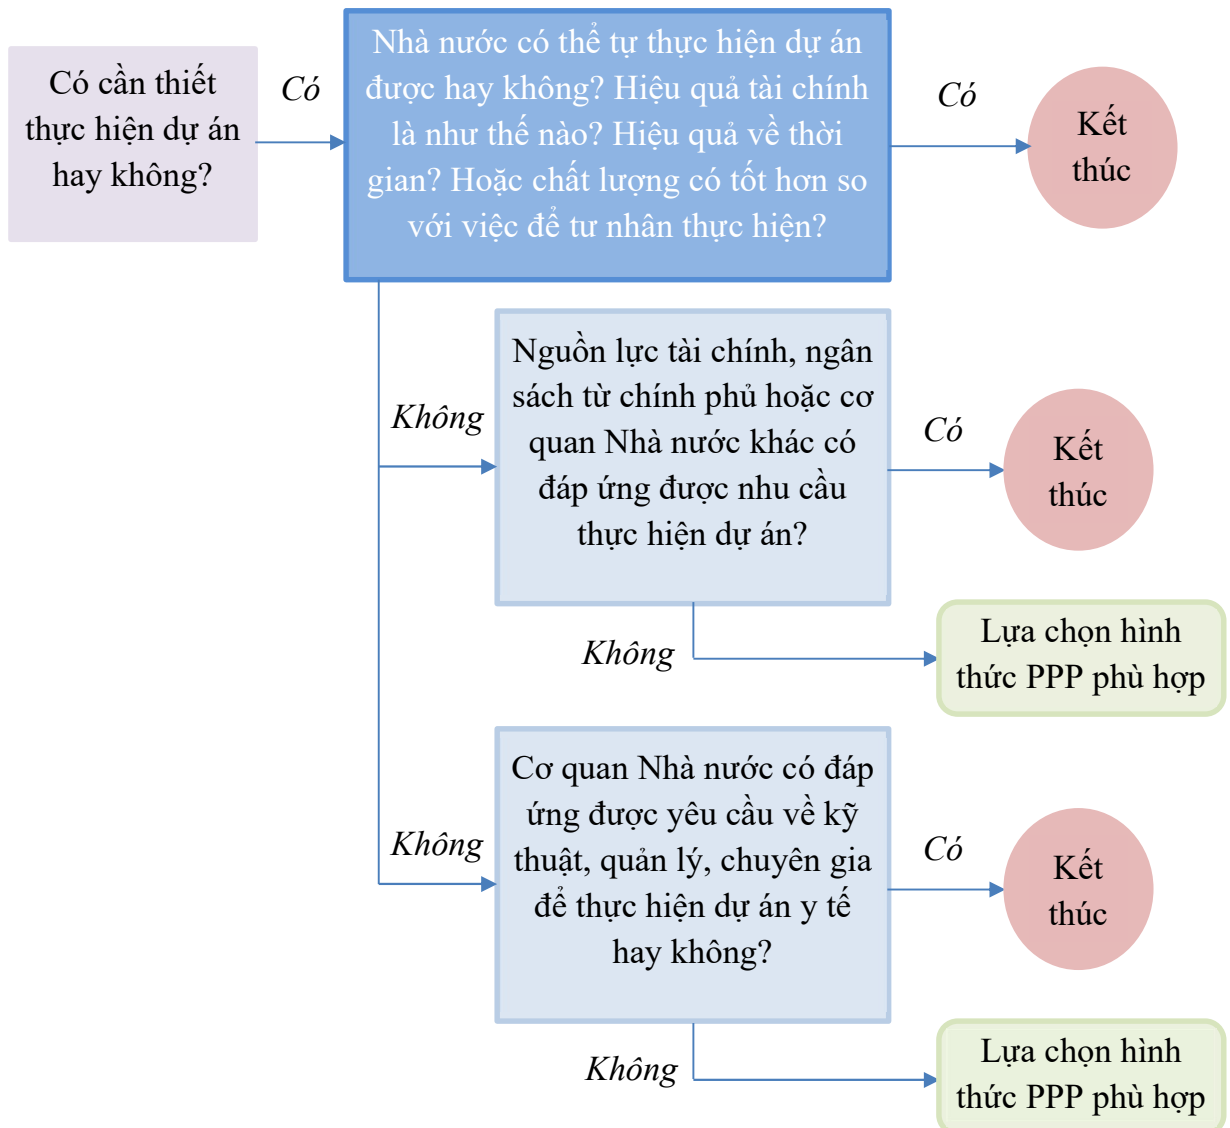 Có cần thiết
thực hiện dự án
hay không?
Có
Nhà nước có thể tự thực hiện dự án
được hay không? Hiệu quả tài chính
là như thế nào? Hiệu quả về thời
gian? Hoặc chất lượng có tốt hơn so
với việc để tư nhân thực hiện?
Có
Kết
thúc
Không
Nguồn lực tài chính, ngân
sách từ chính phủ hoặc cơ
quan Nhà nước khác có
đáp ứng được nhu cầu
thực hiện dự án?
Có
Kết
thúc
Không
Lựa chọn hình
thức PPP phù hợp
Không
Cơ quan Nhà nước có đáp
ứng được yêu cầu về kỹ
thuật, quản lý, chuyên gia
để thực hiện dự án y tế
hay không?
Có
Kết
thúc
Không
Lựa chọn hình
thức PPP phù hợp